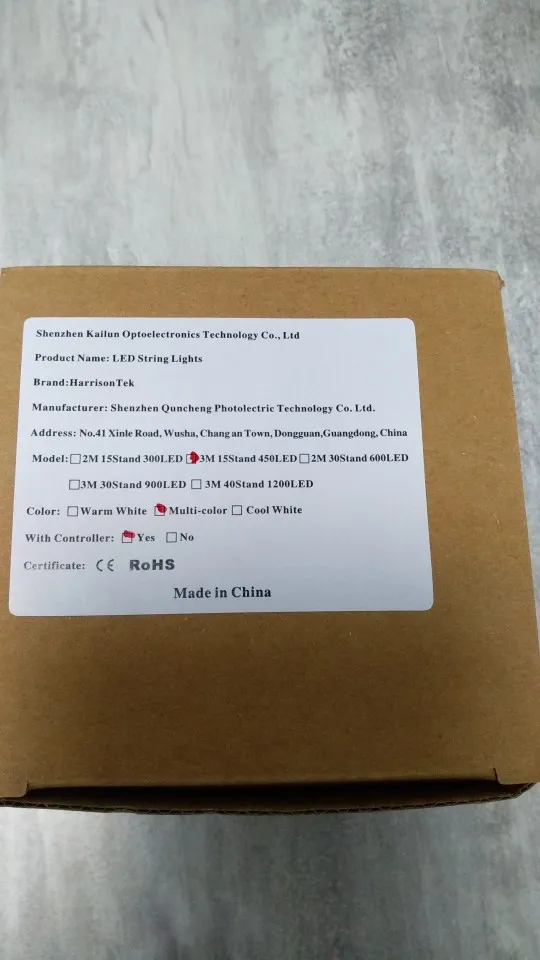 Shenzhen Kailun Optoelectronics Technology Co., Ltd
Product Name: LED String Lights
Brand:HarrisonTek
Manufacturer: Shenzhen Quncheng Photolectric Technology Co. Ltd.
Address: No.41 Xinle Road, Wusha, Chang an Town, Dongguan,Guangdong, China
Model: □2M 15Stand 300LED □3M 15Stand 450LED □2M 30Stand 600LED
□3M 30Stand 900LED □ 3M 40Stand 1200LED
Color: □Warm White □Multi-color □ Cool White
With Controller: □Yes □No
Certificate: CE RoHS
Made in China